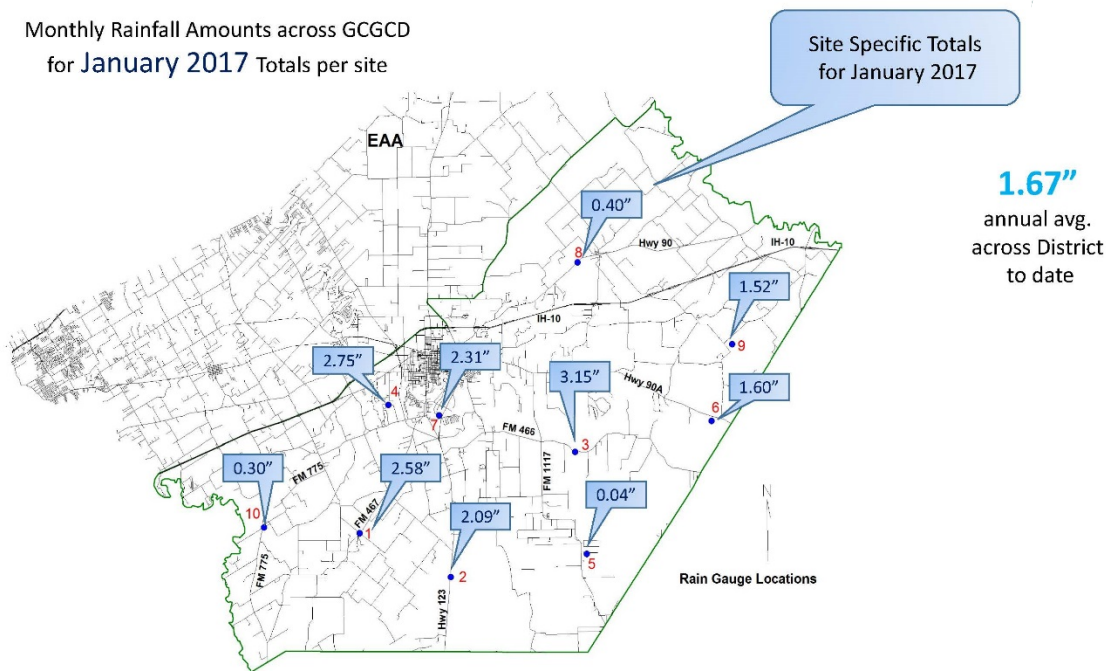 Monthly Rainfall Amounts across GCGCD
for January 2017 Totals per site
Site Specific Totals
for January 2017
EAA
1.67”
annual avg.
across District
to date
0.40”
8
Hwy 90
IH-10
1.52”
9
IH-10
2.75”
4
2.31”
7
3.15”
3
Hwy 90A
1.60”
6
FM 466
FM 1117
0.30”
10
FM 775
FM 775
2.58”
FM 467
1
2.09”
2
Hwy 123
0.04”
5
N
Rain Gauge Locations